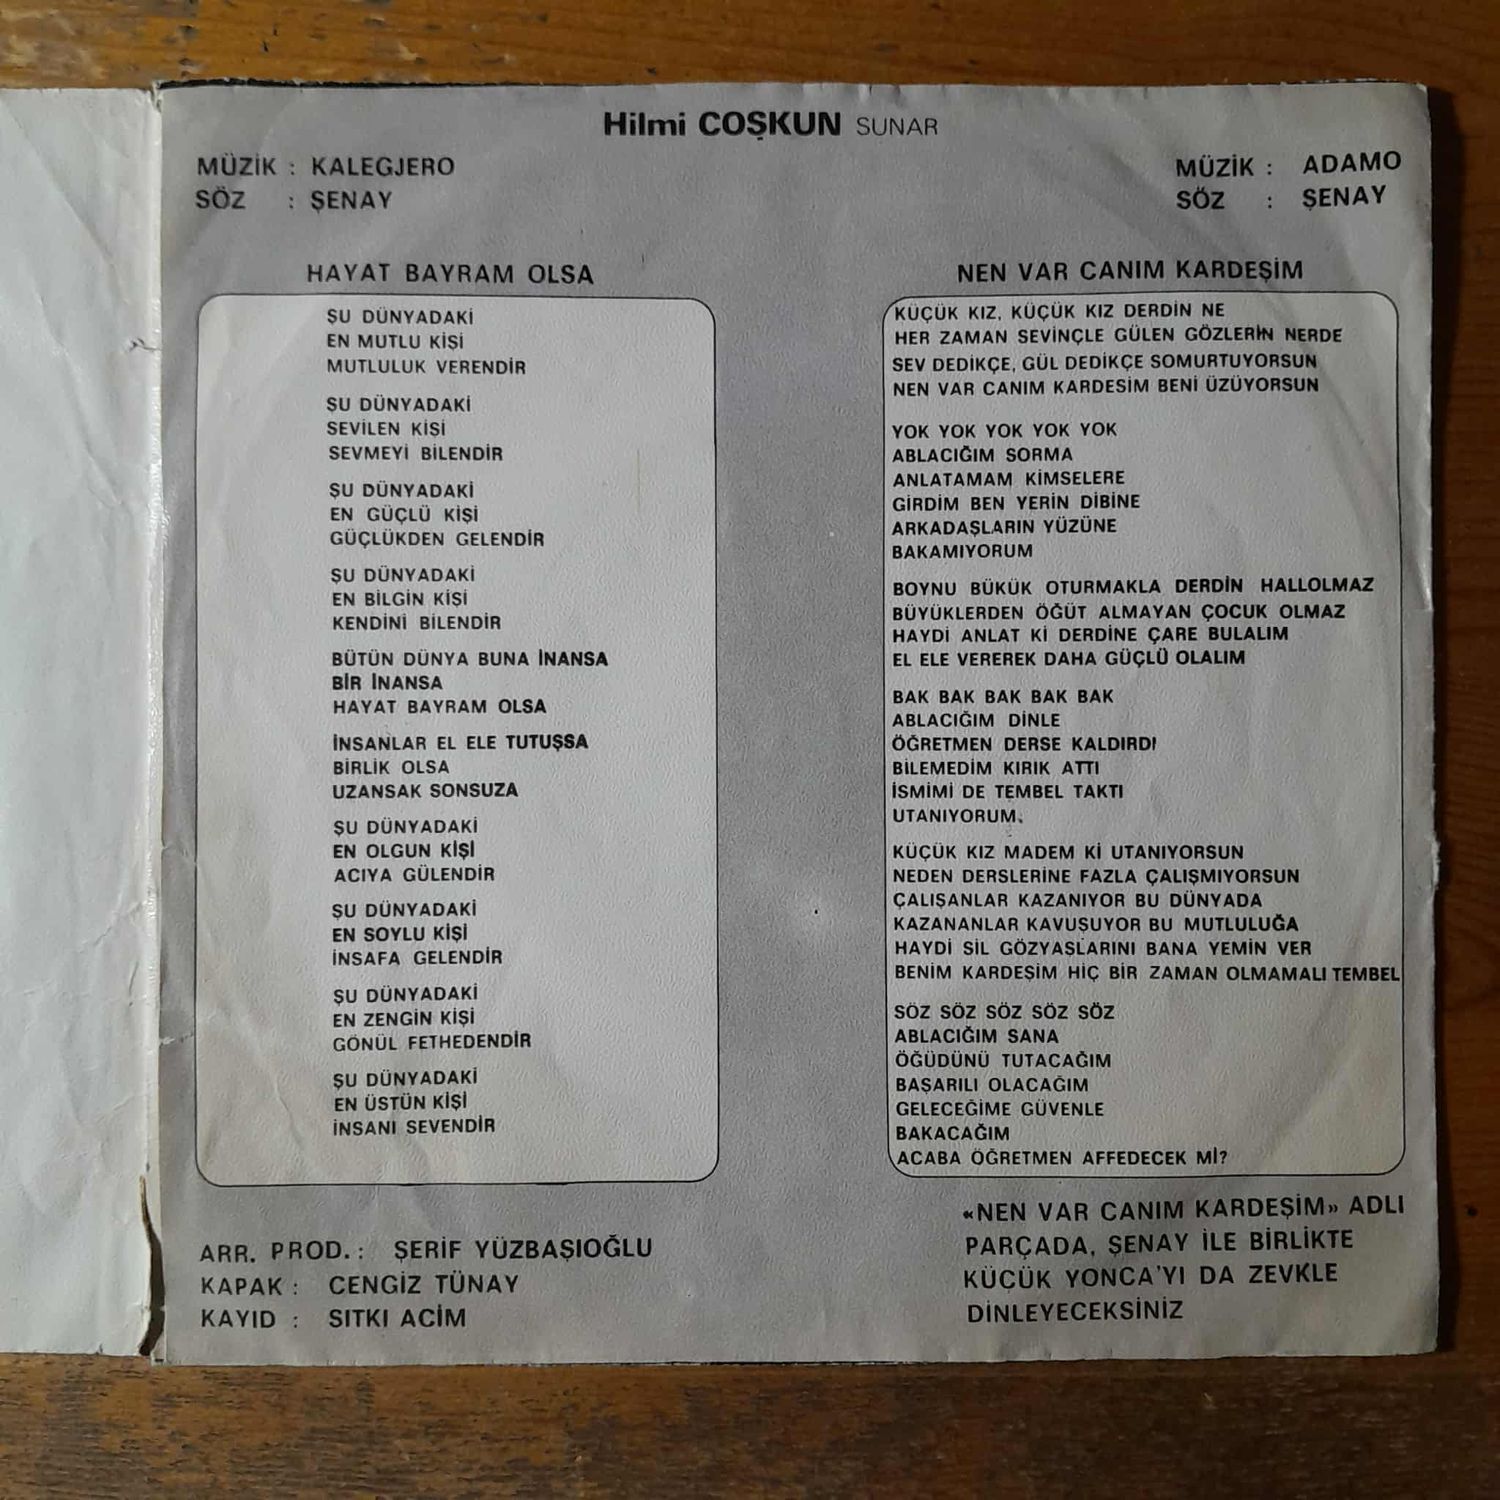 Hilmi COŞKUN SUNAR
MÜZİK : KALEGJERO
SÖZ : ŞENAY
HAYAT BAYRAM OLSA
ŞU DÜNYADAKİ
EN MUTLU KİŞİ
MUTLULUK VERENDİR
ŞU DÜNYADAKİ
SEVİLEN KİŞİ
SEVMEYİ BİLENDİR
ŞU DÜNYADAKİ
EN GÜÇLÜ KİŞİ
GÜÇLÜKDEN GELENDİR
ŞU DÜNYADAKİ
EN BİLGİN KİŞİ
KENDİNİ BİLENDİR
BÜTÜN DÜNYA BUNA İNANSA
BİR İNANSA
HAYAT BAYRAM OLSA
İNSANLAR EL ELE TUTUŞSA
BİRLİK OLSA
UZANSAK SONSUZA
ŞU DÜNYADAKİ
EN OLGUN KİŞİ
ACIYA GÜLENDİR
ŞU DÜNYADAKİ
EN SOYLU KİŞİ
İNSAFA GELENDİR
ŞU DÜNYADAKİ
EN ZENGİN KİŞİ
GÖNÜL FETHEDENDİR
ŞU DÜNYADAKİ
EN ÜSTÜN KİŞİ
İNSANI SEVENDİR
ARR. PROD. : ŞERİF YÜZBAŞIOĞLU
KAPAK : CENGİZ TÜNAY
KAYID : SITKI ACİM
MÜZİK : ADAMO
SÖZ : ŞENAY
NEN VAR CANIM KARDEŞİM
KÜÇÜK KIZ, KÜÇÜK KIZ DERDİN NE
HER ZAMAN SEVİNÇLE GÜLEN GÖZLERİN NERDE
SEV DEDİKÇE, GÜL DEDİKÇE SOMURTUYORSUN
NEN VAR CANIM KARDESİM BENİ ÜZÜYORSUN
YOK YOK YOK YOK YOK
ABLACIĞIM SORMA
ANLATAMAM KİMSELERE
GİRDİM BEN YERİN DİBİNE
ARKADAŞLARIN YÜZÜNE
BAKAMIYORUM
BOYNU BÜKÜK OTURMAKLA DERDİN HALLOLMAZ
BÜYÜKLERDEN ÖĞÜT ALMAYAN ÇOCUK OLMAZ
HAYDİ ANLAT Kİ DERDİNE ÇARE BULALIM
EL ELE VEREREK DAHA GÜÇLÜ OLALIM
BAK BAK BAK BAK BAK
ABLACIĞIM DİNLE
ÖĞRETMEN DERSE KALDIRDI
BİLEMEDİM KIRIK ATTI
İSMİMİ DE TEMBEL TAKTI
UTANIYORUM.
KÜÇÜK KIZ MADEM Kİ UTANIYORSUN
NEDEN DERSLERİNE FAZLA ÇALIŞMIYORSUN
ÇALIŞANLAR KAZANIYOR BU DÜNYADA
KAZANANLAR KAVUŞUYOR BU MUTLULUĞA
HAYDİ SİL GÖZYAŞLARINI BANA YEMİN VER
BENİM KARDEŞİM HİÇ BİR ZAMAN OLMAMALI TEMBEL
SÖZ SÖZ SÖZ SÖZ SÖZ
ABLACIĞIM SANA
ÖĞÜDÜNÜ TUTACAĞIM
BAŞARILI OLACAĞIM
GELECEĞİME GÜVENLE
BAKACAĞIM
ACABA ÖĞRETMEN AFFEDECEK Mİ?
«NEN VAR CANIM KARDEŞİM» ADLI
PARÇADA, ŞENAY İLE BİRLİKTE
KÜÇÜK YONCA'YI DA ZEVKLE
DİNLEYECEKSİNİZ